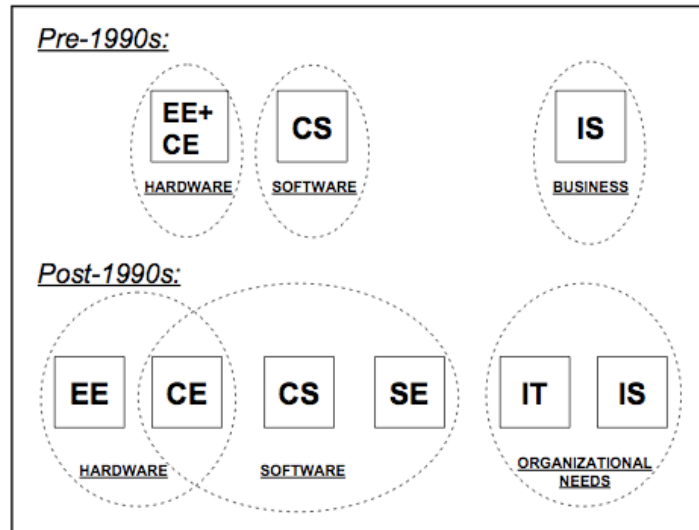 Pre-1990s:
EE+
CE
CS
IS
HARDWARE
SOFTWARE
BUSINESS
Post-1990s:
EE
CE
CS
SE
IT
IS
HARDWARE
SOFTWARE
ORGANIZATIONAL
NEEDS